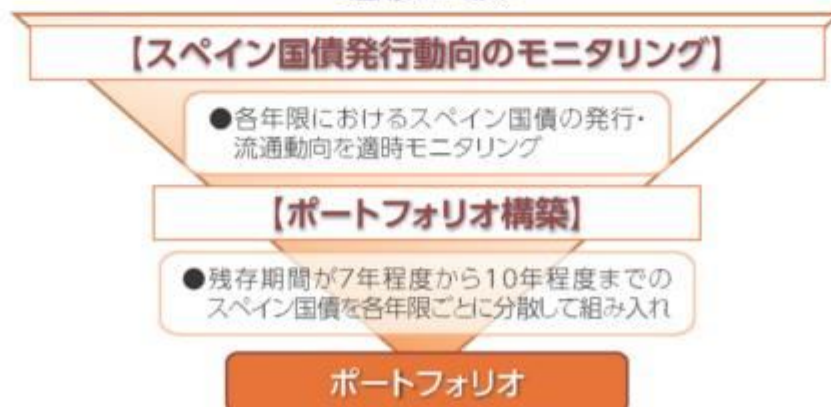 【スペイン国債発行動向のモニタリング】
●各年限におけるスペイン国債の発行・
流通動向を適時モニタリング
【ポートフォリオ構築】
●残存期間が7年程度から10年程度までの
スペイン国債を各年限ごとに分散して組み入れ
ポートフォリオ